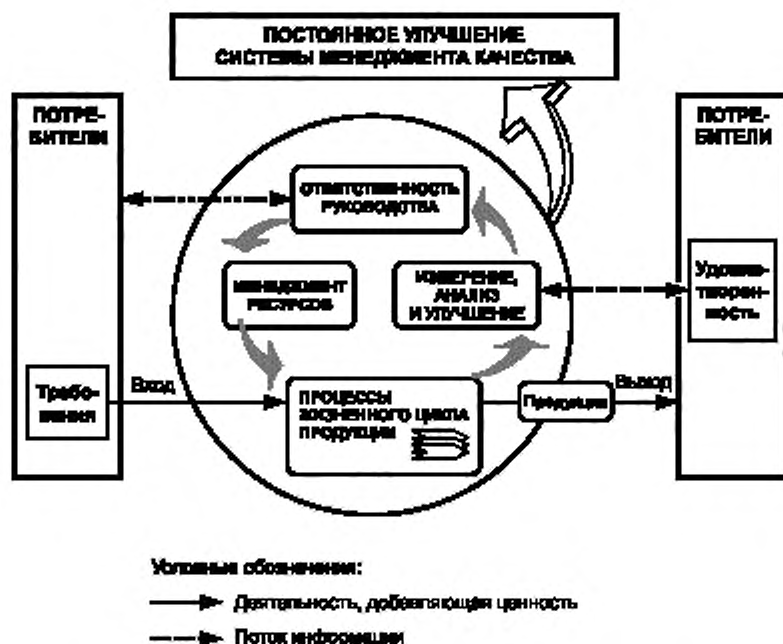 ПОСТОЯННОЕ УЛУЧШЕНИЕ
СИСТЕМЫ МЕНЕДЖМЕНТА КАЧЕСТВА
ПОТРЕ-
БИТЕЛИ
ПОТРЕ-
БИТЕЛИ
ОТВЕТСТВЕННОСТЬ
РУКОВОДСТВА
МЕНЕДЖМЕНТ
РЕСУРСОВ
ИЗМЕРЕНИЕ,
АНАЛИЗ
И УЛУЧШЕНИЕ
Удовле-
творен-
ность
Требо-
вания
Вход
ПРОЦЕССЫ
ЖИЗНЕННОГО ЦИКЛА
ПРОДУКЦИИ
Продукция
Выход
Условные обозначения:
Деятельность, добавляющая ценность
Поток информации